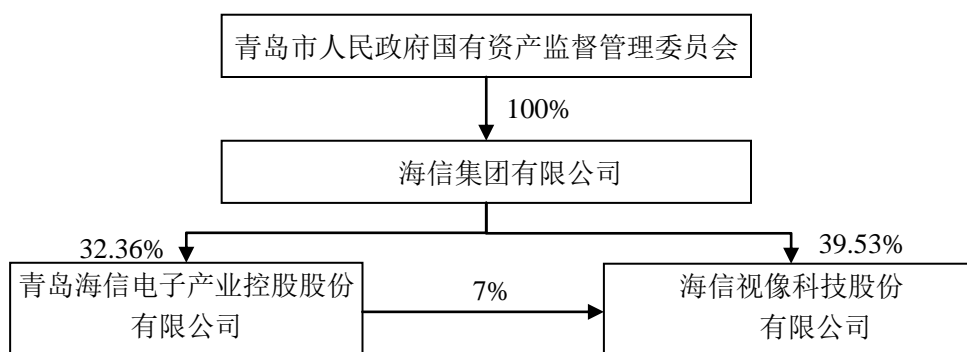 青岛市人民政府国有资产监督管理委员会
100%
海信集团有限公司
32.36%
39.53%
青岛海信电子产业控股股份
有限公司
7%
海信视像科技股份
有限公司